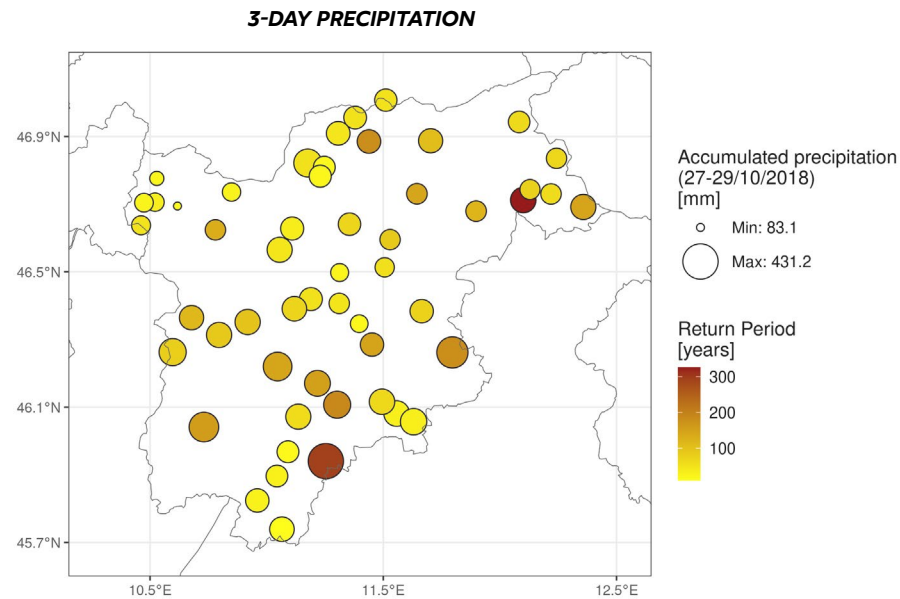 3-DAY PRECIPITATION
46.9°N
46.5°N
46.1°N
45.7°N
10.5°E
11.5°E
12.5°E
Accumulated precipitation
(27-29/10/2018)
[mm]
Min: 83.1
Max: 431.2
Return Period
[years]
300
200
100